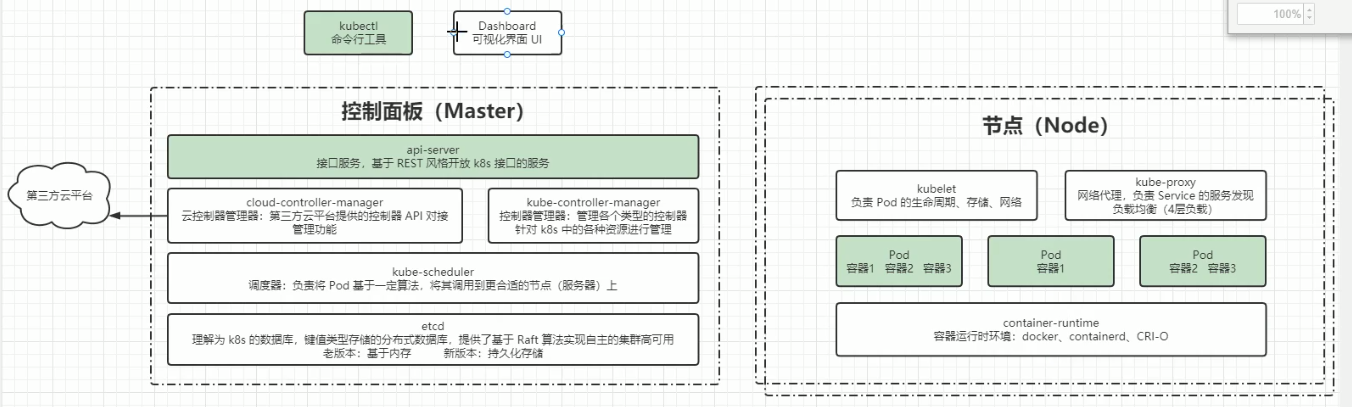 100%
kubectl
命令行工具
Dashboard
可视化界面 UI
控制面板（Master）
api-server
接口服务，基于 REST 风格开放 k8s 接口的服务
第三方云平台
cloud-controller-manager
云控制器管理器：第三方云平台提供的控制器 API 对接
管理功能
kube-controller-manager
控制器管理器：管理各个类型的控制器
针对 k8s 中的各种资源进行管理
kube-scheduler
调度器：负责将 Pod 基于一定算法，将其调用到更合适的节点（服务器）上
etcd
理解为 k8s 的数据库，键值类型存储的分布式数据库，提供了基于 Raft 算法实现自主的集群高可用
老版本：基于内存 新版本：持久化存储
节点（Node）
kubelet
负责 Pod 的生命周期、存储、网络
kube-proxy
网络代理，负责 Service 的服务发现
负载均衡（4层负载）
Pod
容器1 容器2 容器3
Pod
容器1
Pod
容器2 容器3
container-runtime
容器运行时环境：docker、containerd、CRI-O